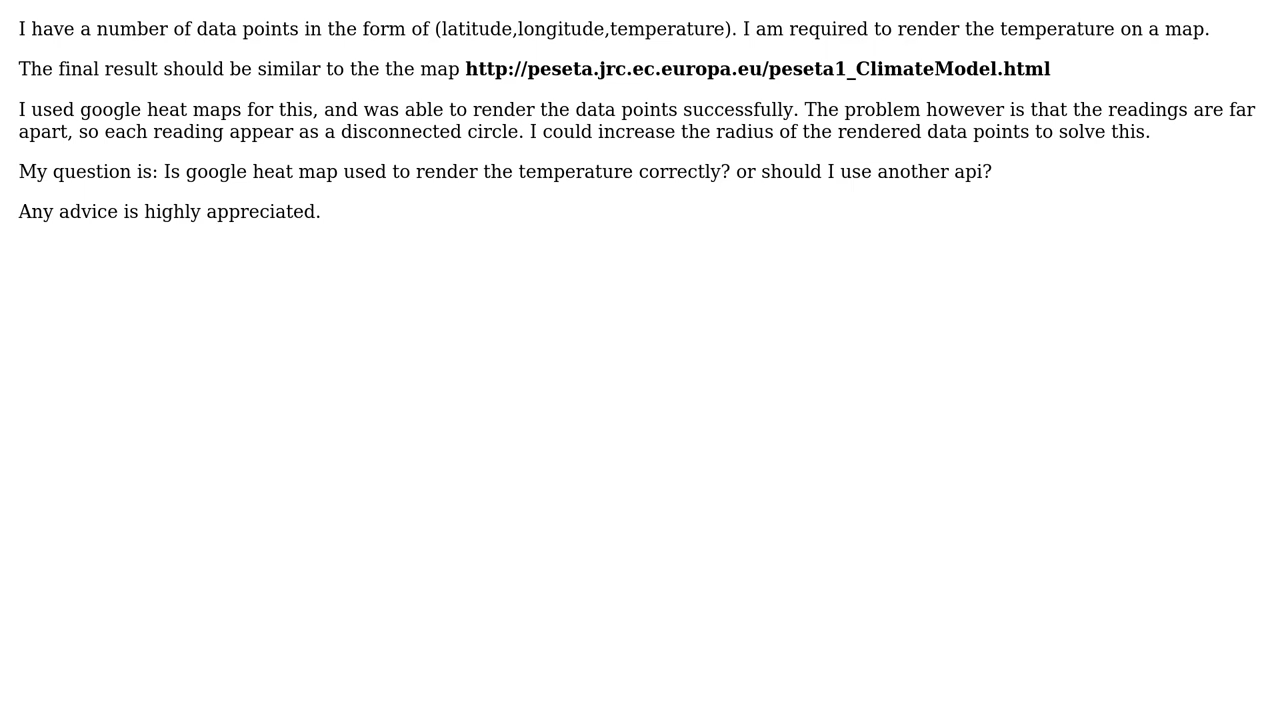 I have a number of data points in the form of (latitude,longitude,temperature). I am required to render the temperature on a map.
The final result should be similar to the the map http://peseta.jrc.ec.europa.eu/peseta1_ClimateModel.html
I used google heat maps for this, and was able to render the data points successfully. The problem however is that the readings are far
apart, so each reading appear as a disconnected circle. I could increase the radius of the rendered data points to solve this.
My question is: Is google heat map used to render the temperature correctly? or should I use another api?
Any advice is highly appreciated.